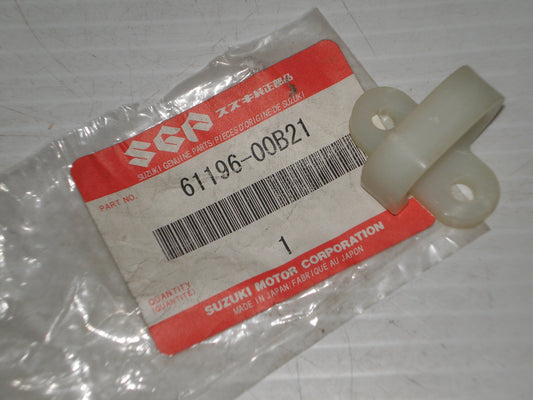 SGP スズキ純正部品
SUZUKI GENUINE PARTS/PIECES D'ORIGINE DE SUZUKI
PART NO. 61196-00B21
QUANTITY
(QUANTITÉ) 1
SUZUKI MOTOR CORPORATION
MADE IN JAPAN/FABRIQUE AU JAPON